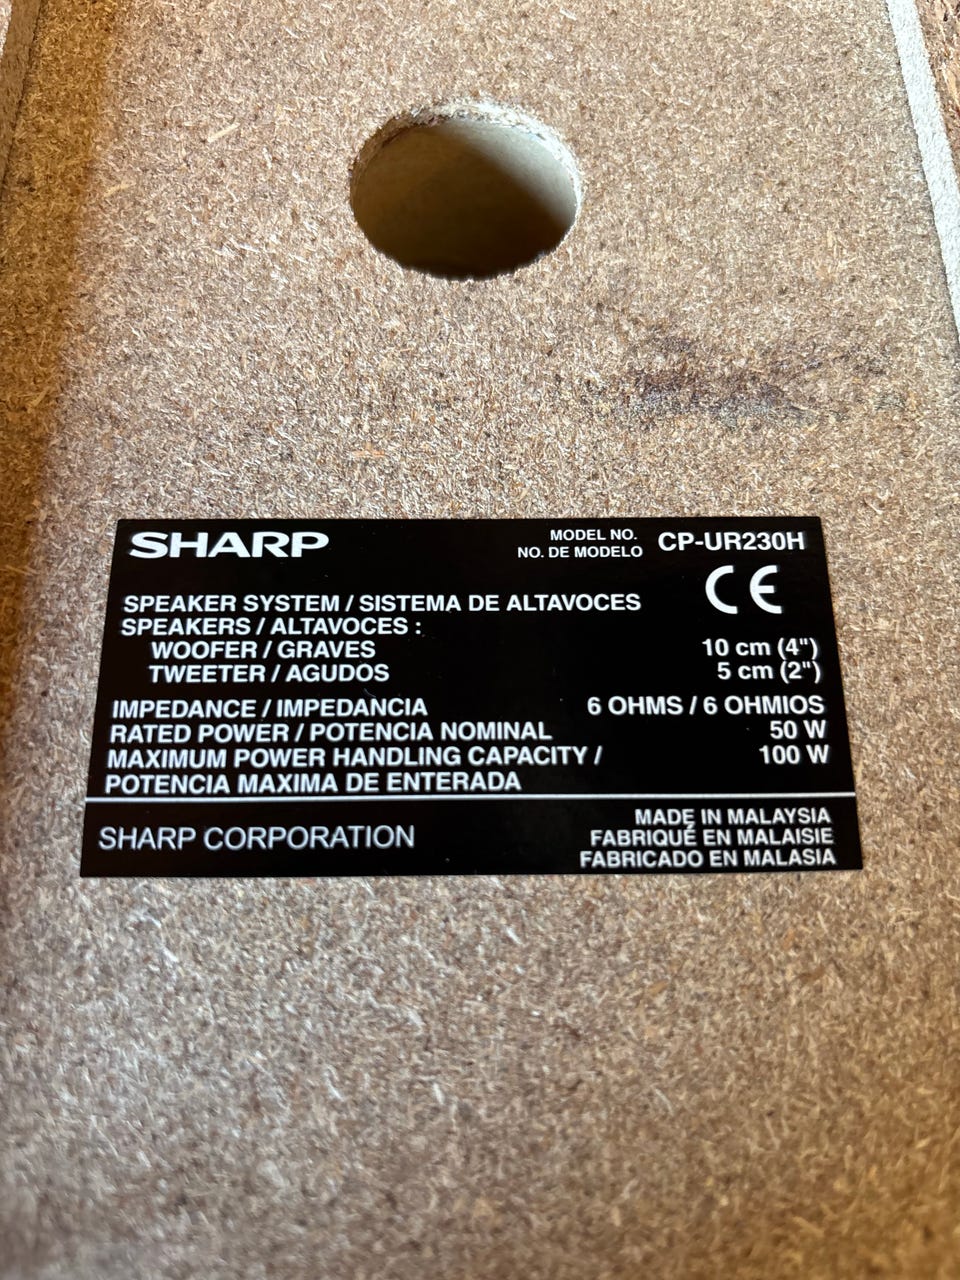 SHARP
MODEL NO.
NO. DE MODELO
CP-UR230H
CE
SPEAKER SYSTEM / SISTEMA DE ALTAVOCES
SPEAKERS / ALTAVOCES :
WOOFER / GRAVES 10 cm (4")
TWEETER / AGUDOS 5 cm (2")
IMPEDANCE / IMPEDANCIA 6 OHMS / 6 OHMIOS
RATED POWER / POTENCIA NOMINAL 50 W
MAXIMUM POWER HANDLING CAPACITY / 100 W
POTENCIA MAXIMA DE ENTERADA
SHARP CORPORATION
MADE IN MALAYSIA
FABRIQUÉ EN MALAISIE
FABRICADO EN MALASIA